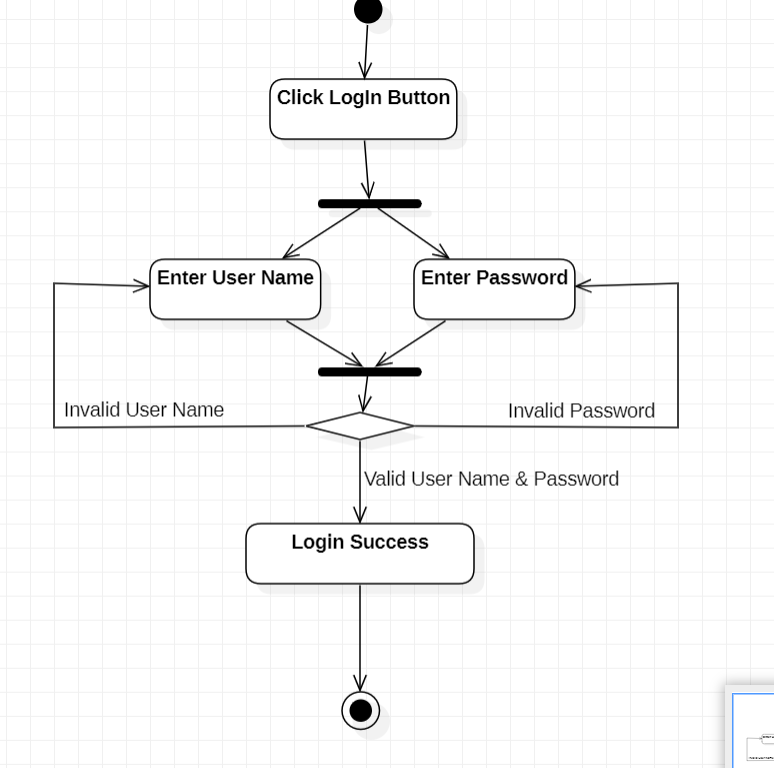 Click LogIn Button
Enter User Name
Enter Password
Invalid User Name
Invalid Password
Valid User Name & Password
Login Success